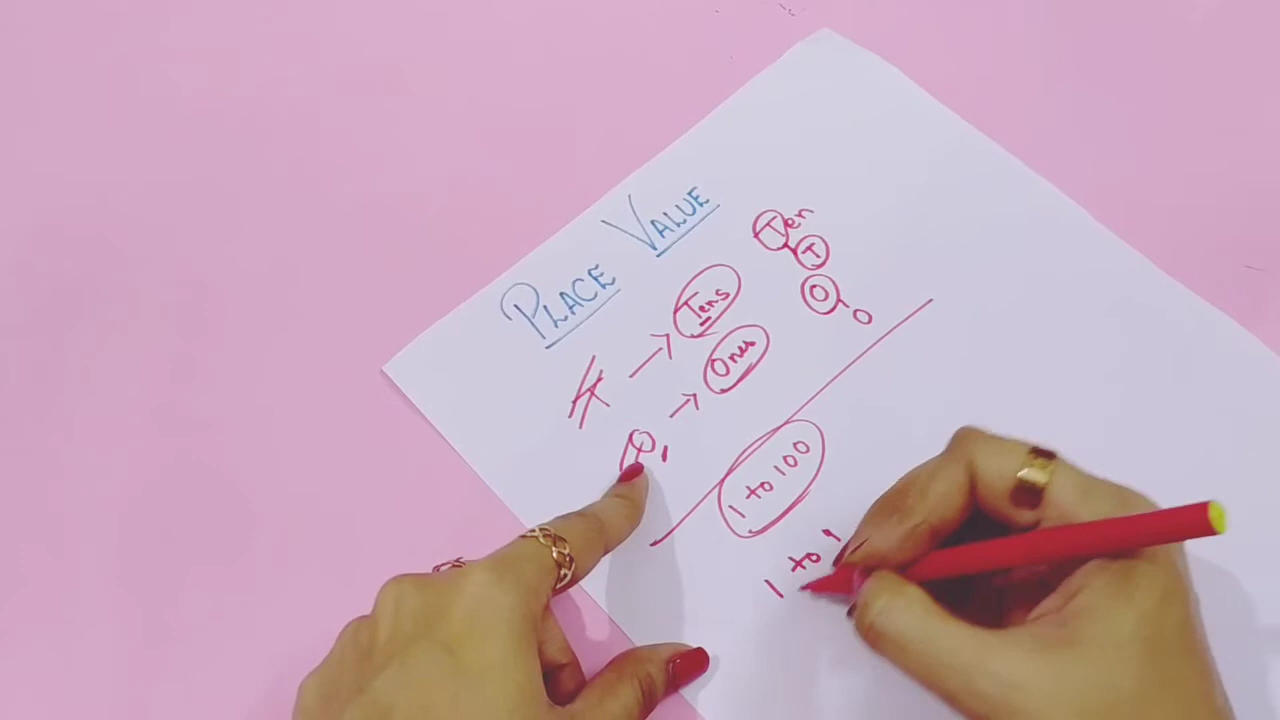 PLACE VALUE
T → Tens
O → Ones
Ten
T
O
O
1 to 100
1 to